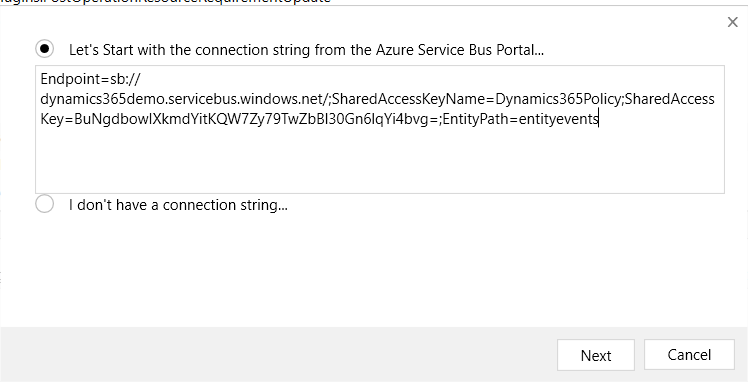 Let's Start with the connection string from the Azure Service Bus Portal...
Endpoint=sb://
dynamics365demo.servicebus.windows.net/;SharedAccessKeyName=Dynamics365Policy;SharedAccess
Key=BuNgdbowlXkmdYitKQW7Zy79TwZbBl30Gn6lqYi4bvg=;EntityPath=entityevents
I don't have a connection string...
Next
Cancel